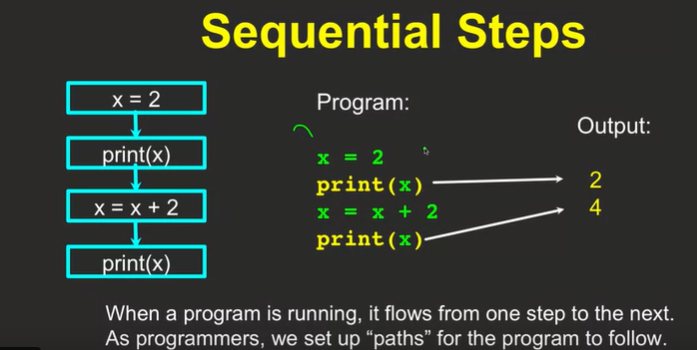 Sequential Steps
x = 2
print(x)
x = x + 2
print(x)
Program:
x = 2
print(x)
x = x + 2
print(x)
Output:
2
4
When a program is running, it flows from one step to the next.
As programmers, we set up “paths” for the program to follow.